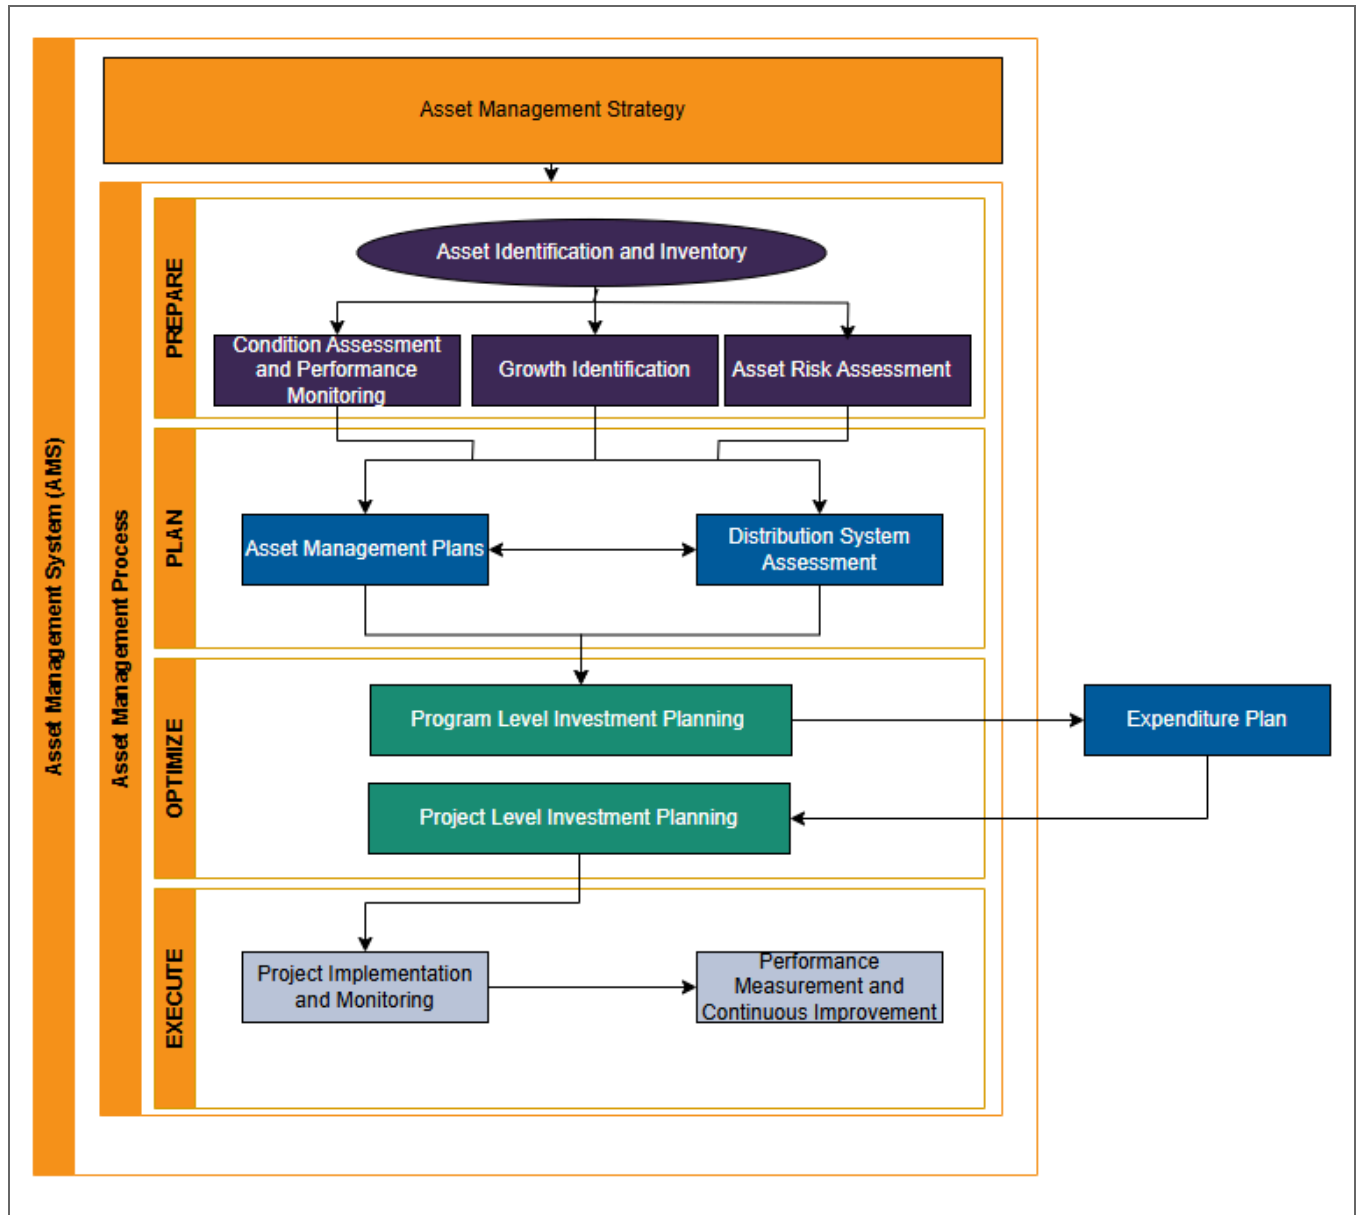 Asset Management System (AMS)
Asset Management Strategy
Asset Management Process
PREPARE
Asset Identification and Inventory
Condition Assessment
and Performance
Monitoring
Growth Identification
Asset Risk Assessment
PLAN
Asset Management Plans
Distribution System
Assessment
OPTIMIZE
Program Level Investment Planning
Expenditure Plan
Project Level Investment Planning
EXECUTE
Project Implementation
and Monitoring
Performance
Measurement and
Continuous Improvement